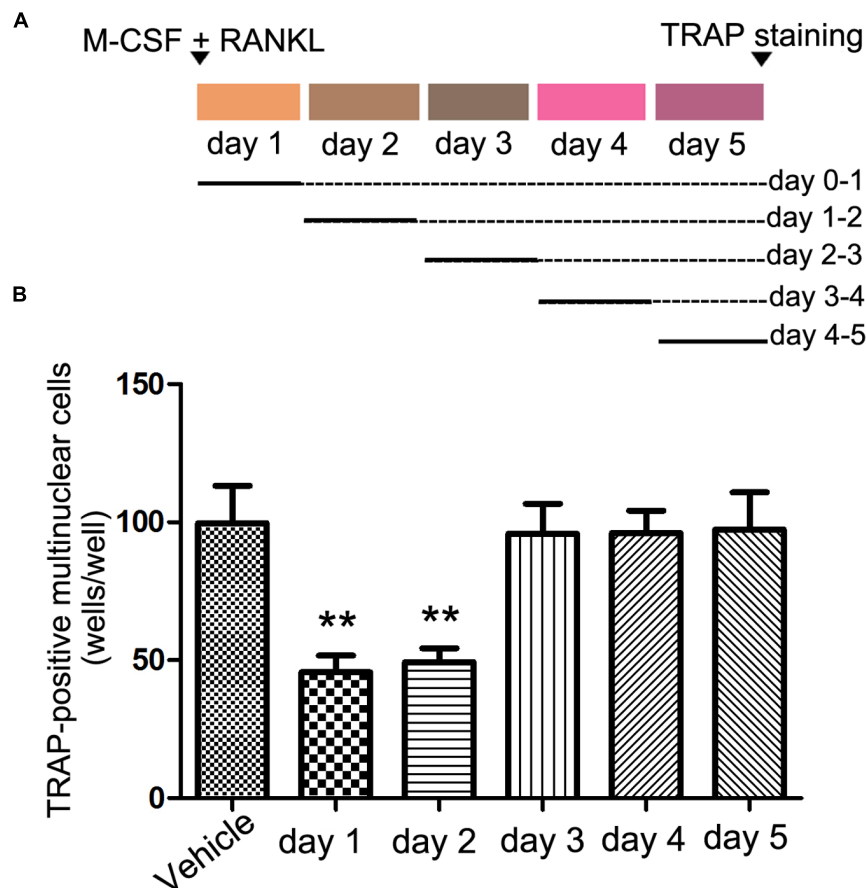 A
M-CSF + RANKL
TRAP staining
day 1 day 2 day 3 day 4 day 5
day 0-1
day 1-2
day 2-3
day 3-4
day 4-5
B
TRAP-positive multinuclear cells
(wells/well)
150
100
50
0
** **
Vehicle day 1 day 2 day 3 day 4 day 5